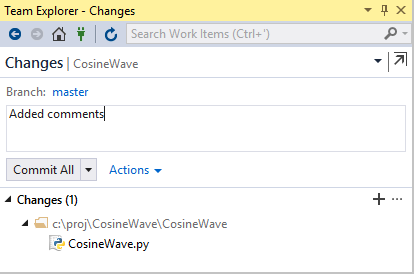 Team Explorer - Changes
Search Work Items (Ctrl+')
Changes | CosineWave
Branch: master
Added comments
Commit All Actions
Changes (1)
c:\proj\CosineWave\CosineWave
CosineWave.py